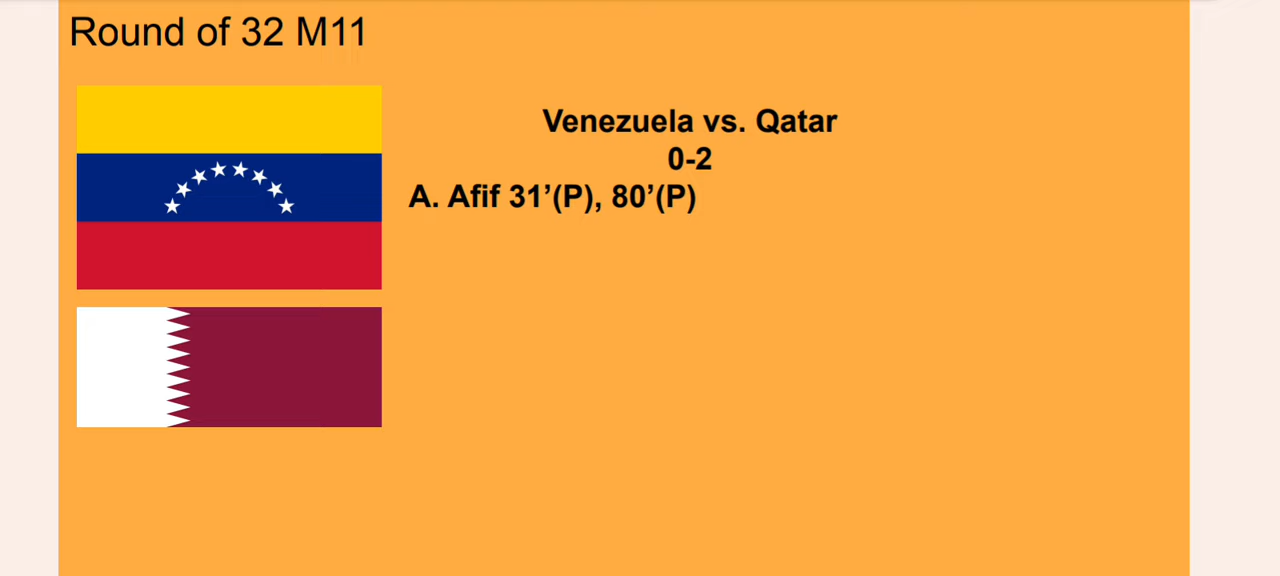 Round of 32 M11
Venezuela vs. Qatar
0-2
A. Afif 31’(P), 80’(P)